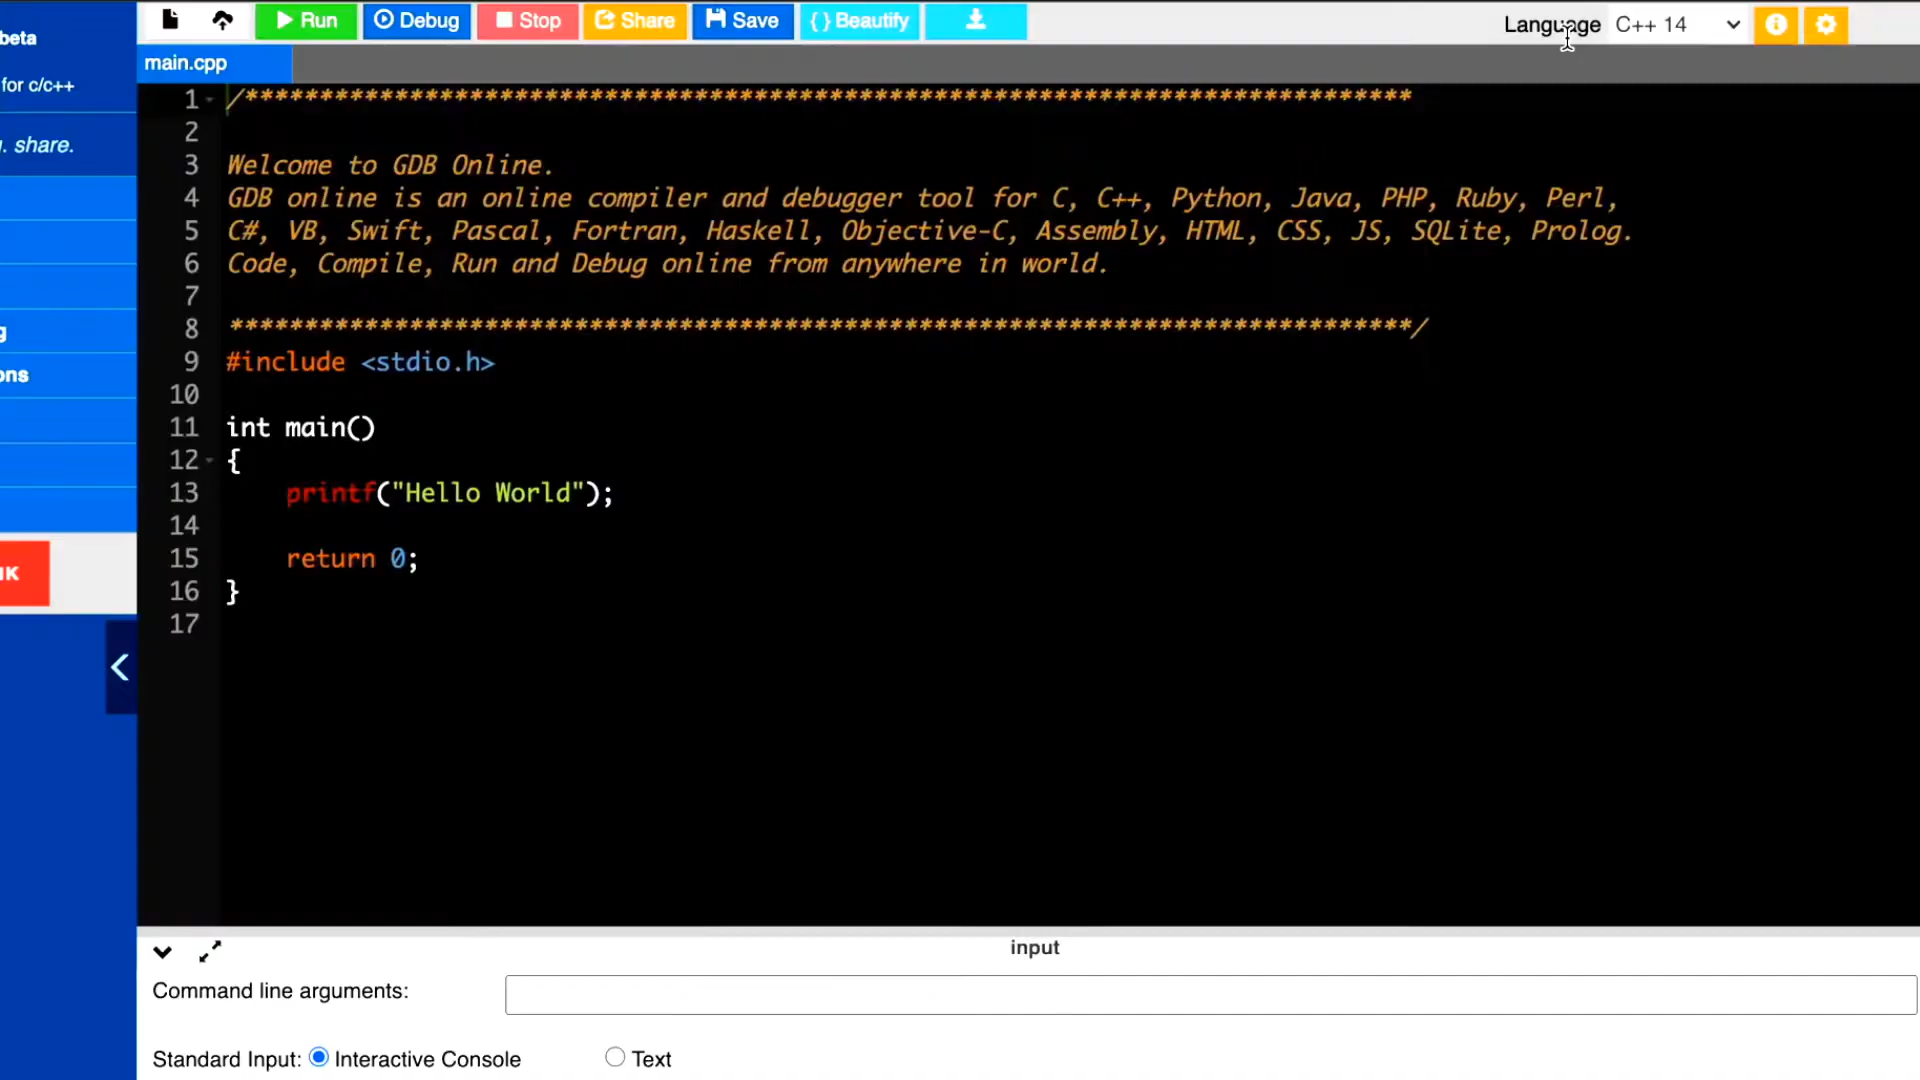 beta
for c/c++
. share.
g
ons
NK
Run
Debug
Stop
Share
Save
{ } Beautify
Language
C++ 14
main.cpp
1 /******************************************************************************
2
3 Welcome to GDB Online.
4 GDB online is an online compiler and debugger tool for C, C++, Python, Java, PHP, Ruby, Perl,
5 C#, VB, Swift, Pascal, Fortran, Haskell, Objective-C, Assembly, HTML, CSS, JS, SQLite, Prolog.
6 Code, Compile, Run and Debug online from anywhere in world.
7
8 *******************************************************************************/
9 #include <stdio.h>
10
11 int main()
12 {
13 printf("Hello World");
14
15 return 0;
16 }
17
input
Command line arguments:
Standard Input: Interactive Console Text